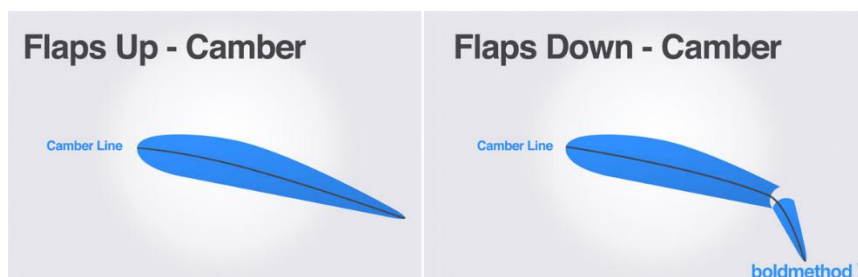 Flaps Up - Camber
Camber Line
Flaps Down - Camber
Camber Line
boldmethod